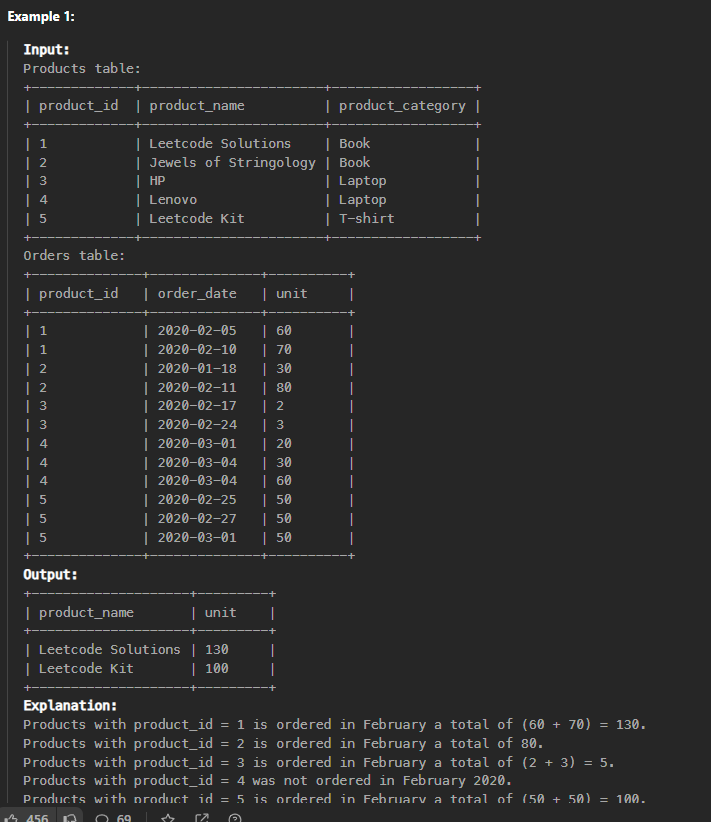 Example 1:
Input:
Products table:
+-------------+-----------------------+------------------+
| product_id  | product_name          | product_category |
+-------------+-----------------------+------------------+
| 1           | Leetcode Solutions    | Book             |
| 2           | Jewels of Stringology | Book             |
| 3           | HP                    | Laptop           |
| 4           | Lenovo                | Laptop           |
| 5           | Leetcode Kit          | T-shirt          |
+-------------+-----------------------+------------------+
Orders table:
+--------------+--------------+----------+
| product_id   | order_date   | unit     |
+--------------+--------------+----------+
| 1            | 2020-02-05   | 60       |
| 1            | 2020-02-10   | 70       |
| 2            | 2020-01-18   | 30       |
| 2            | 2020-02-11   | 80       |
| 3            | 2020-02-17   | 2        |
| 3            | 2020-02-24   | 3        |
| 4            | 2020-03-01   | 20       |
| 4            | 2020-03-04   | 30       |
| 4            | 2020-03-04   | 60       |
| 5            | 2020-02-25   | 50       |
| 5            | 2020-02-27   | 50       |
| 5            | 2020-03-01   | 50       |
+--------------+--------------+----------+
Output:
+--------------------+---------+
| product_name       | unit    |
+--------------------+---------+
| Leetcode Solutions | 130     |
| Leetcode Kit       | 100     |
+--------------------+---------+
Explanation:
Products with product_id = 1 is ordered in February a total of (60 + 70) = 130.
Products with product_id = 2 is ordered in February a total of 80.
Products with product_id = 3 is ordered in February a total of (2 + 3) = 5.
Products with product_id = 4 was not ordered in February 2020.
Products with product_id = 5 is ordered in February a total of (50 + 50) = 100.
456 69